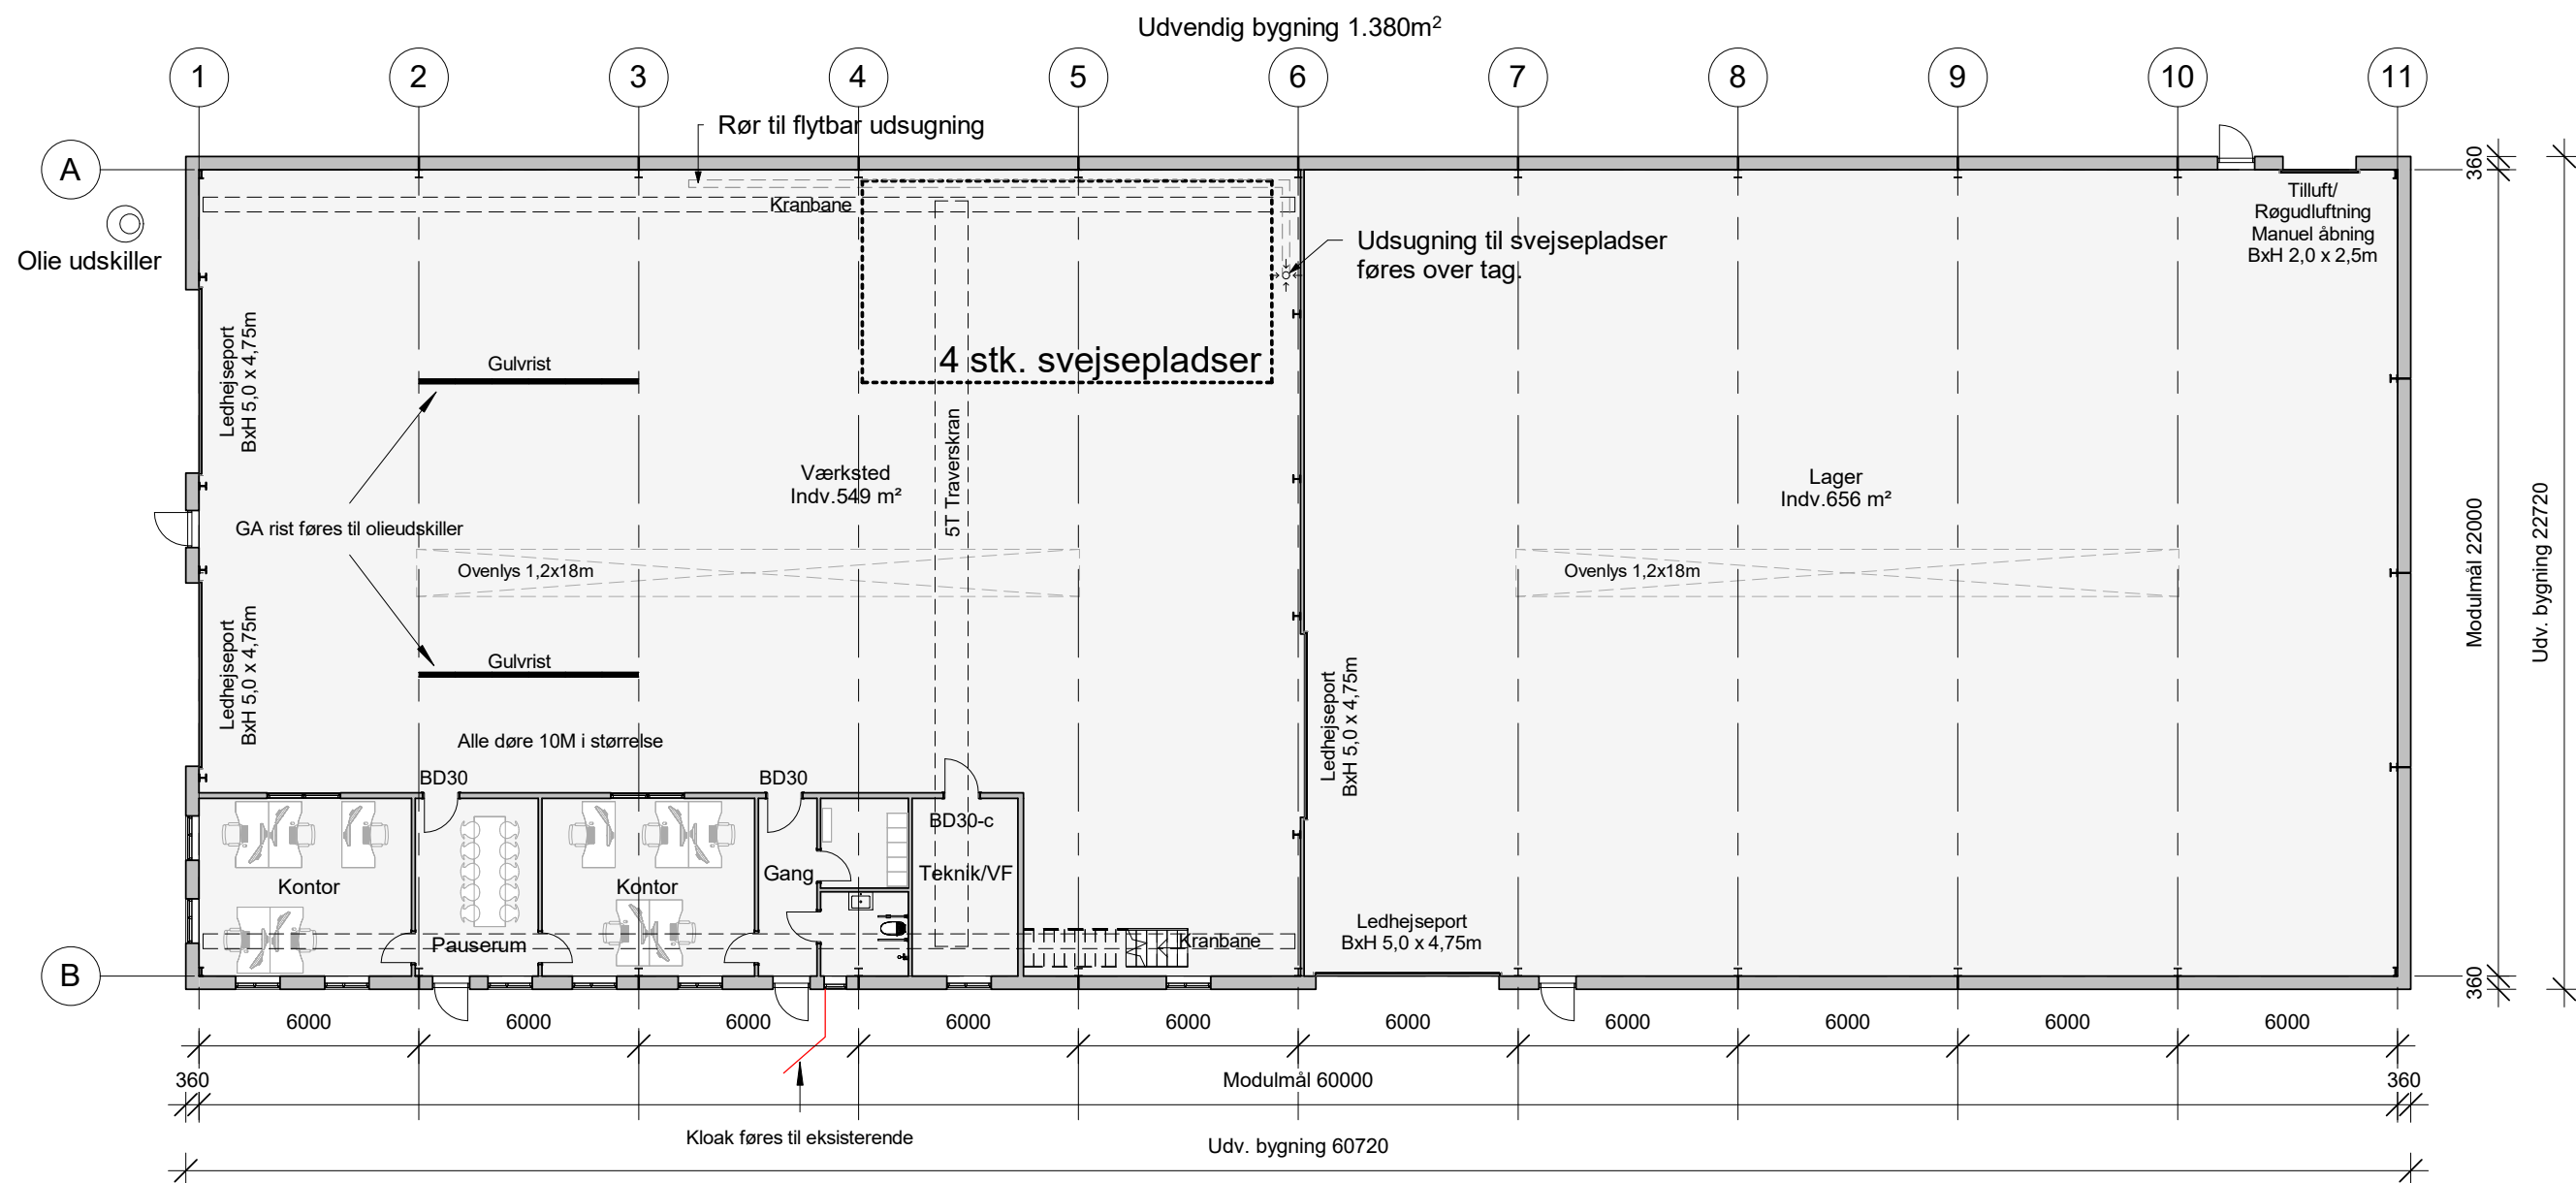 Udvendig bygning 1.380m²
1
2
3
4
5
6
7
8
9
10
11
Rør til flytbar udsugning
A
360
Olie udskiller
Kranbane
Tilluft/
Røgudluftning
Manuel åbning
BxH 2,0 x 2,5m
Udsugning til svejsepladser
føres over tag.
Ledhejseport
BxH 5,0 x 4,75m
Gulvrist
4 stk. svejsepladser
5T Traverskran
Værksted
Indv.549 m²
Lager
Indv.656 m²
GA rist føres til olieudskiller
Ovenlys 1,2x18m
Ovenlys 1,2x18m
Modulmål 22000
Udv. bygning 22720
Ledhejseport
BxH 5,0 x 4,75m
Gulvrist
Ledhejseport
BxH 5,0 x 4,75m
Alle døre 10M i størrelse
BD30
BD30
BD30-c
Kontor
Pauserum
Kontor
Gang
Teknik/VF
Kranbane
Ledhejseport
BxH 5,0 x 4,75m
B
360
6000
6000
6000
6000
6000
6000
6000
6000
6000
6000
360
Modulmål 60000
360
Kloak føres til eksisterende
Udv. bygning 60720